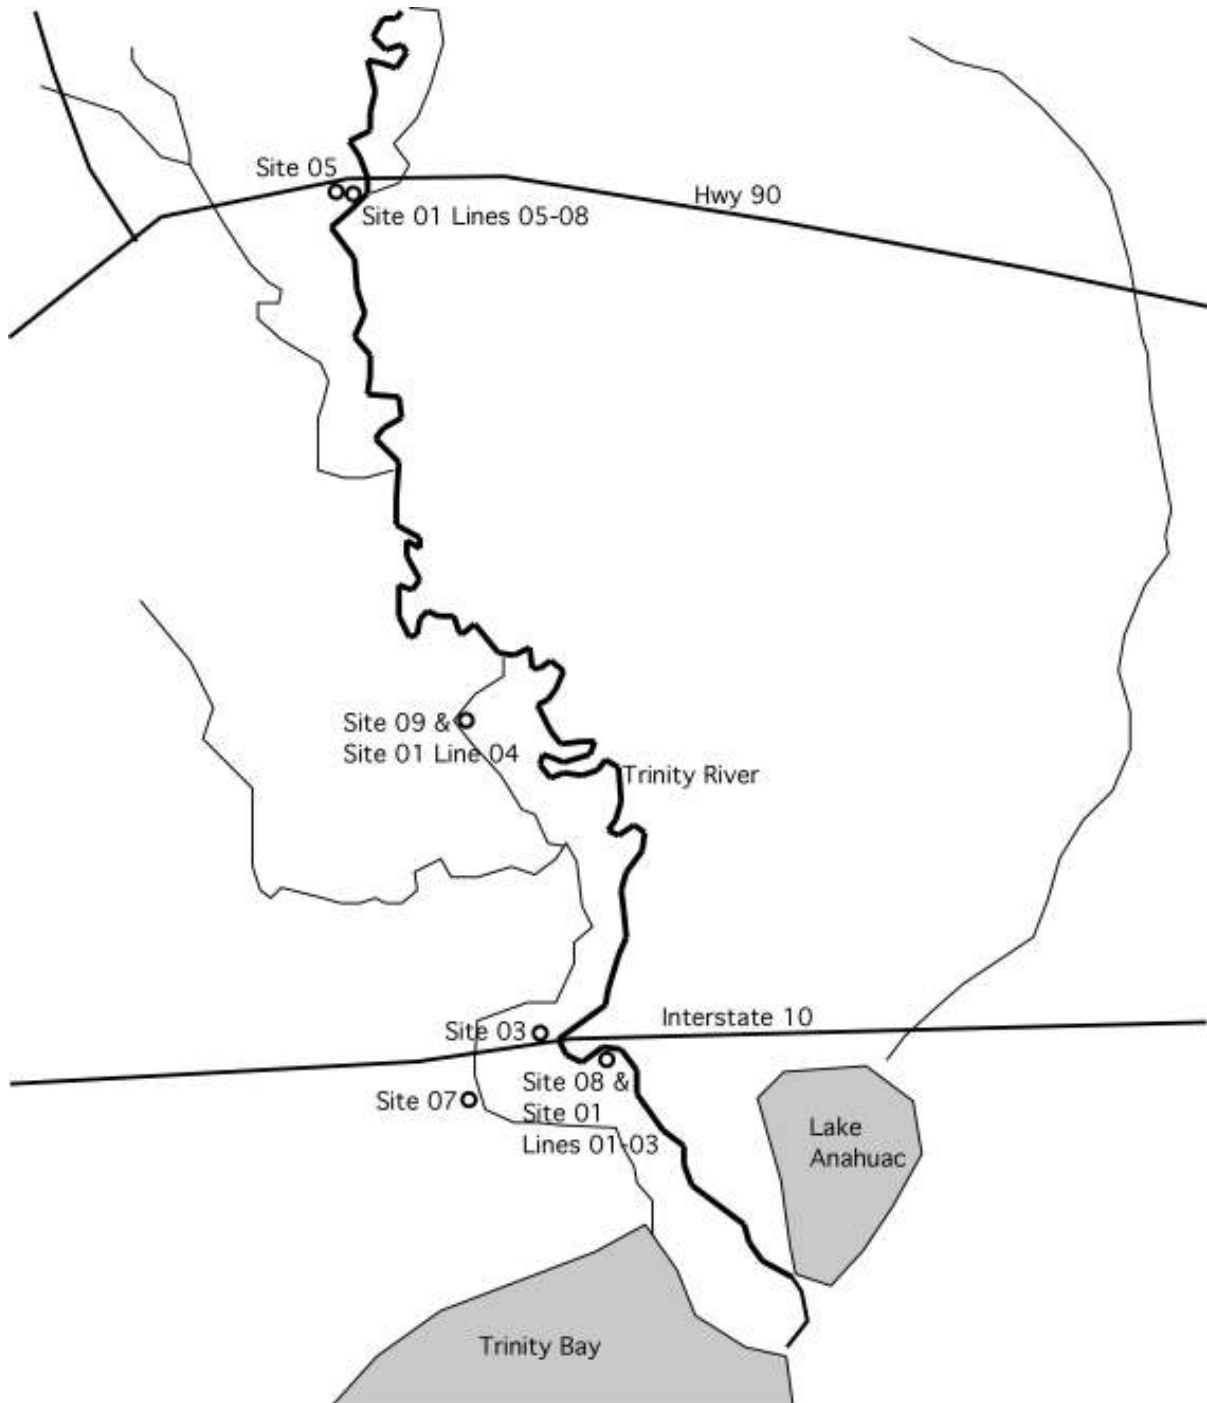 Site 05
Hwy 90
Site 01 Lines 05-08
Site 09 &
Site 01 Line 04
Trinity River
Interstate 10
Site 03
Site 08 &
Site 01
Lines 01-03
Site 07
Lake
Anahuac
Trinity Bay